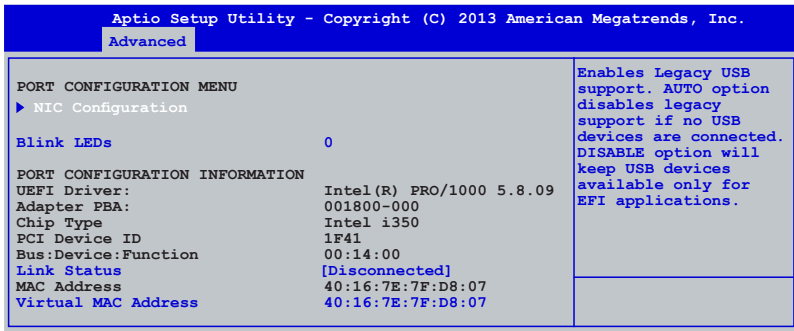 Aptio Setup Utility - Copyright (C) 2013 American Megatrends, Inc.
Advanced
PORT CONFIGURATION MENU
NIC Configuration
Blink LEDs 0
PORT CONFIGURATION INFORMATION
UEFI Driver: Intel(R) PRO/1000 5.8.09
Adapter PBA: 001800-000
Chip Type Intel i350
PCI Device ID 1F41
Bus:Device:Function 00:14:00
Link Status [Disconnected]
MAC Address 40:16:7E:7F:D8:07
Virtual MAC Address 40:16:7E:7F:D8:07
Enables Legacy USB
support. AUTO option
disables legacy
support if no USB
devices are connected.
DISABLE option will
keep USB devices
available only for
EFI applications.